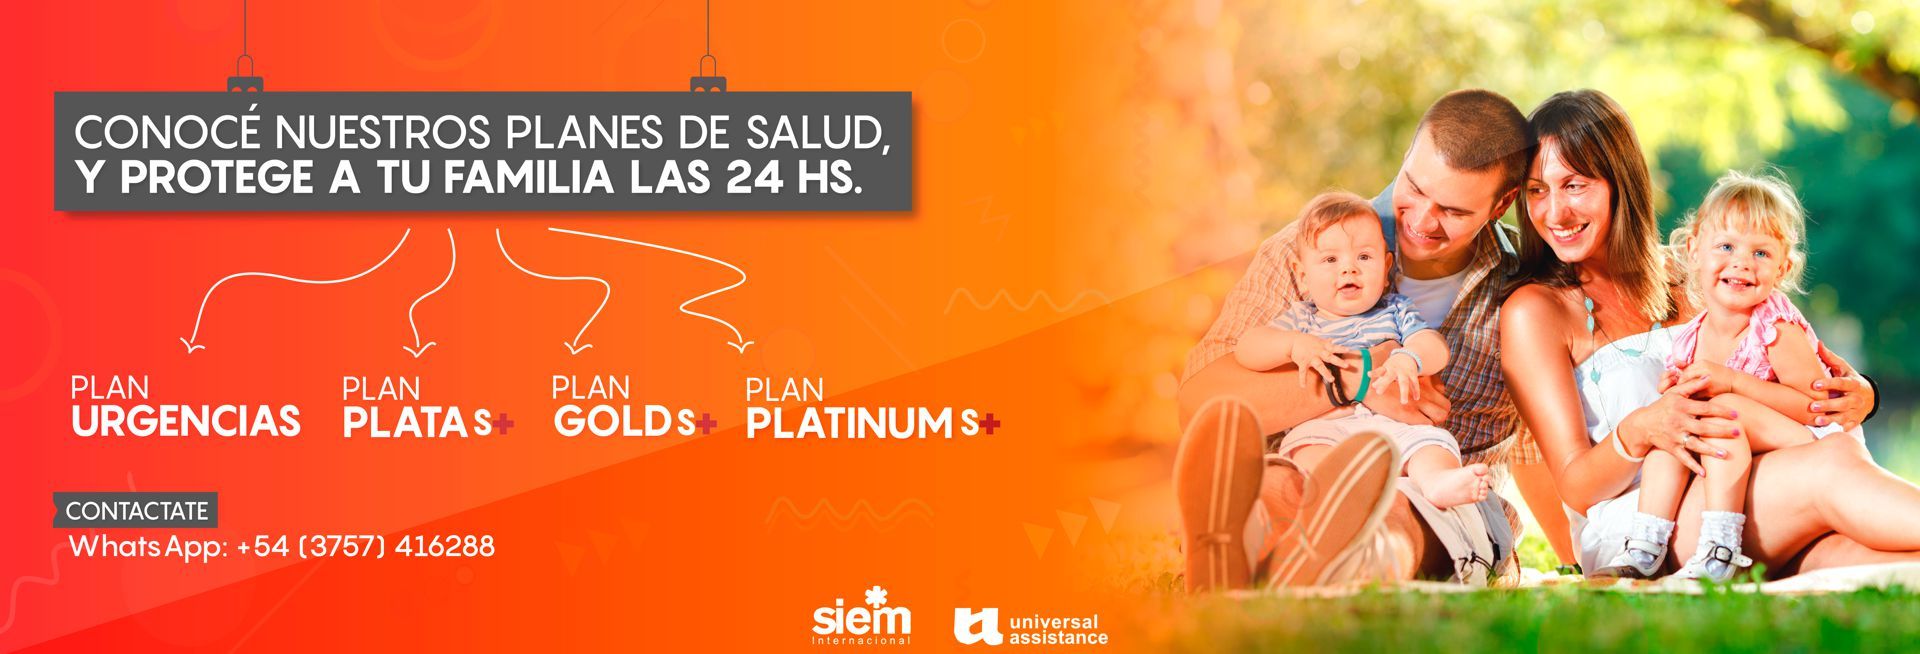 CONOCÉ NUESTROS PLANES DE SALUD,
Y PROTEGE A TU FAMILIA LAS 24 HS.
PLAN
URGENCIAS
PLAN
PLATA S+
PLAN
GOLD S+
PLAN
PLATINUM S+
CONTACTATE
WhatsApp: +54 (3757) 416288
siem
Internacional
universal
assistance